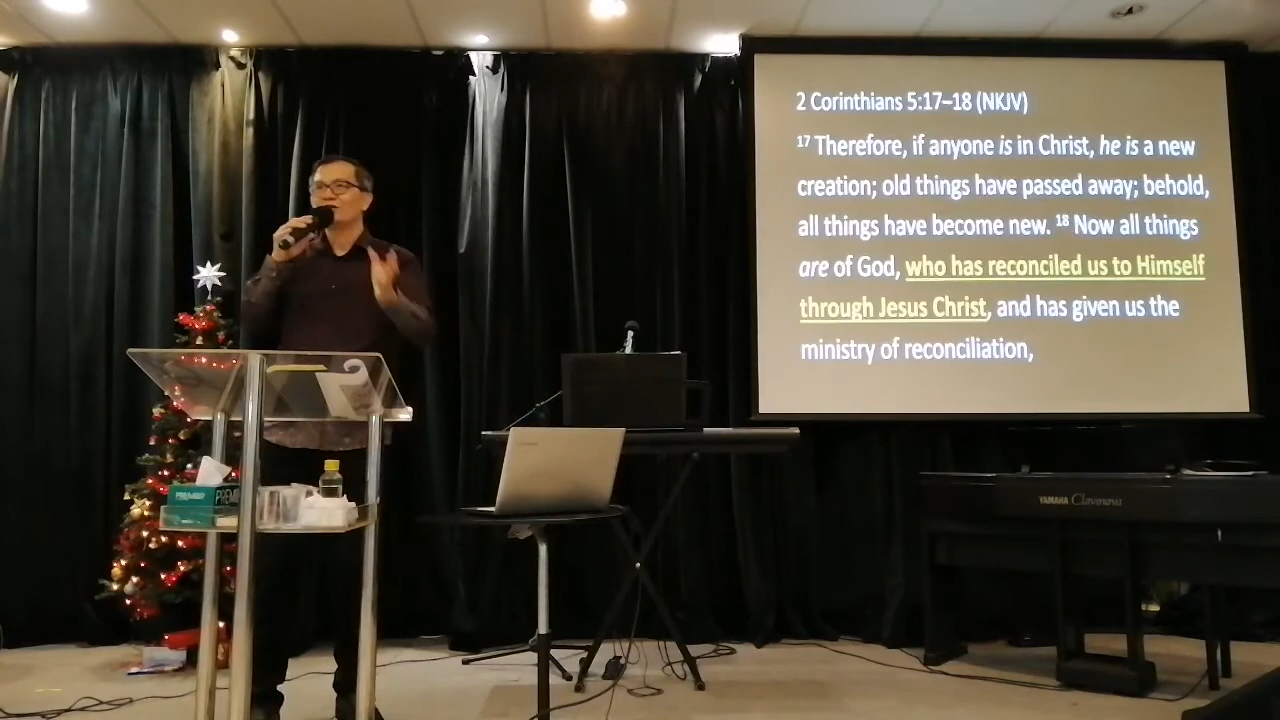 2 Corinthians 5:17–18 (NKJV)
17 Therefore, if anyone is in Christ, he is a new
creation; old things have passed away; behold,
all things have become new. 18 Now all things
are of God, who has reconciled us to Himself
through Jesus Christ, and has given us the
ministry of reconciliation,
YAMAHA Clavinova